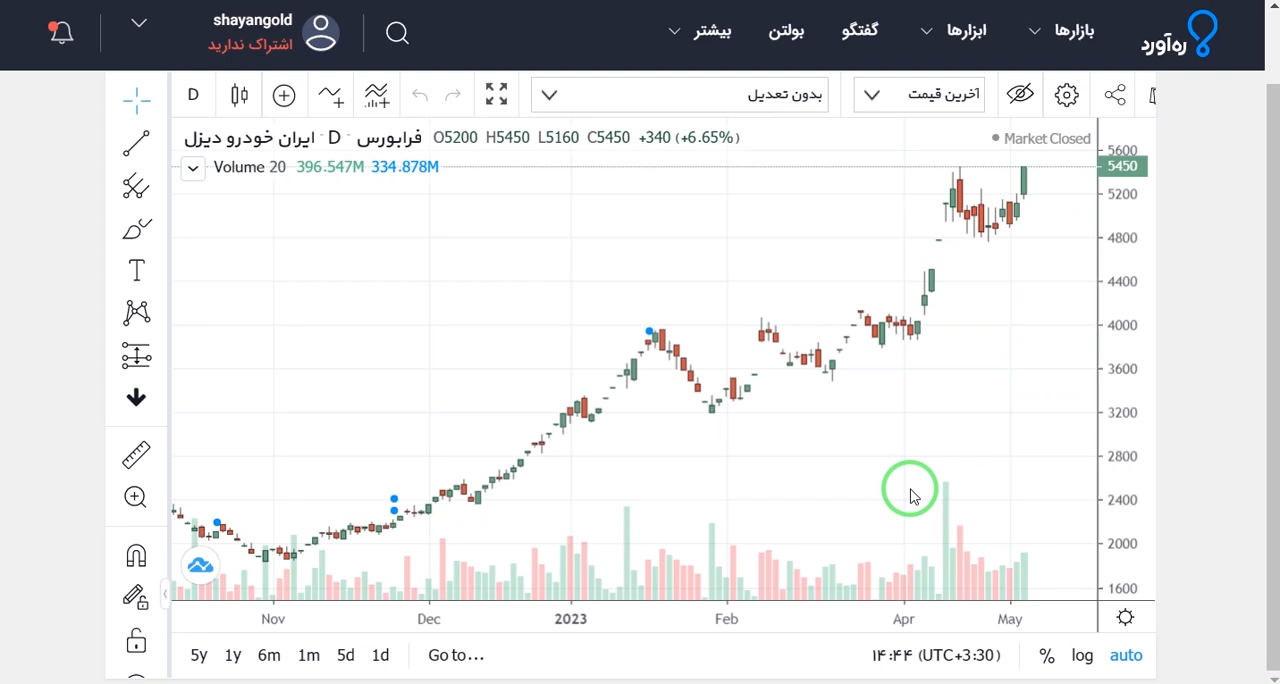 shayangold
اشتراک ندارید
بازارها
ابزارها
گفتگو
بولتن
بیشتر
ره‌آورد
D
بدون تعدیل
آخرین قیمت
ایران خودرو دیزل · D · فرابورس O5200 H5450 L5160 C5450 +340 (+6.65%)
Market Closed
Volume 20 396.547M 334.878M
5600
5450
5200
4800
4400
4000
3600
3200
2800
2400
2000
1600
Nov Dec 2023 Feb Apr May
5y 1y 6m 1m 5d 1d Go to...
۱۴:۴۴ (UTC+3:30) % log auto